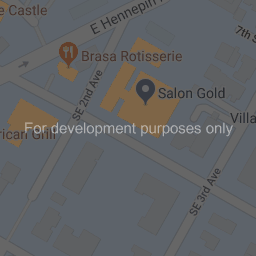 e Castle
E Hennepin
7th S
Brasa Rotisserie
SE 2nd Ave
Salon Gold
Villa
For development purposes only
rican Grill
SE 3rd Ave